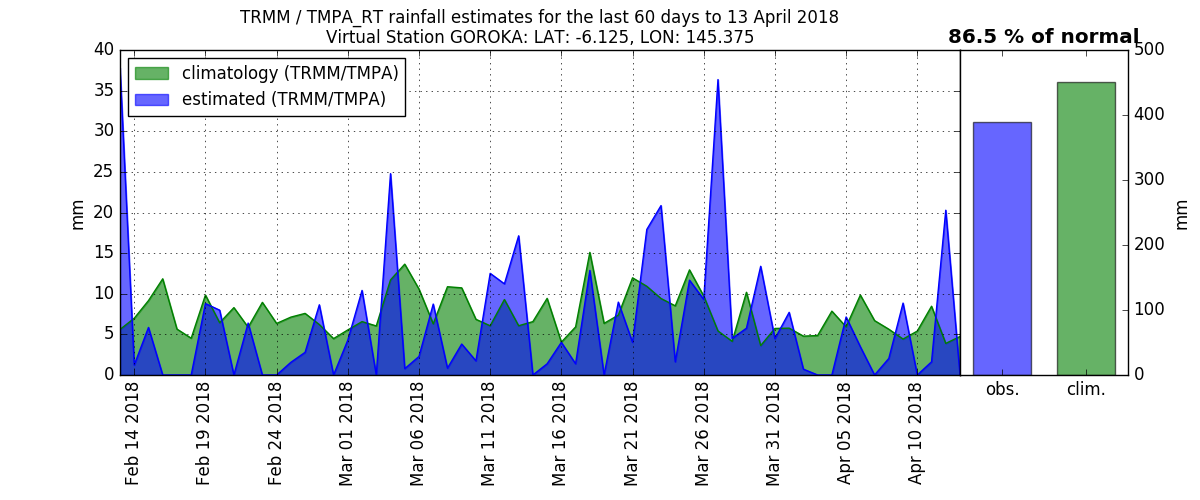 TRMM / TMPA_RT rainfall estimates for the last 60 days to 13 April 2018
Virtual Station GOROKA: LAT: -6.125, LON: 145.375
86.5 % of normal
climatology (TRMM/TMPA)
estimated (TRMM/TMPA)
mm
40
35
30
25
20
15
10
5
0
Feb 14 2018
Feb 19 2018
Feb 24 2018
Mar 01 2018
Mar 06 2018
Mar 11 2018
Mar 16 2018
Mar 21 2018
Mar 26 2018
Mar 31 2018
Apr 05 2018
Apr 10 2018
obs.
clim.
500
400
300
200
100
0
mm